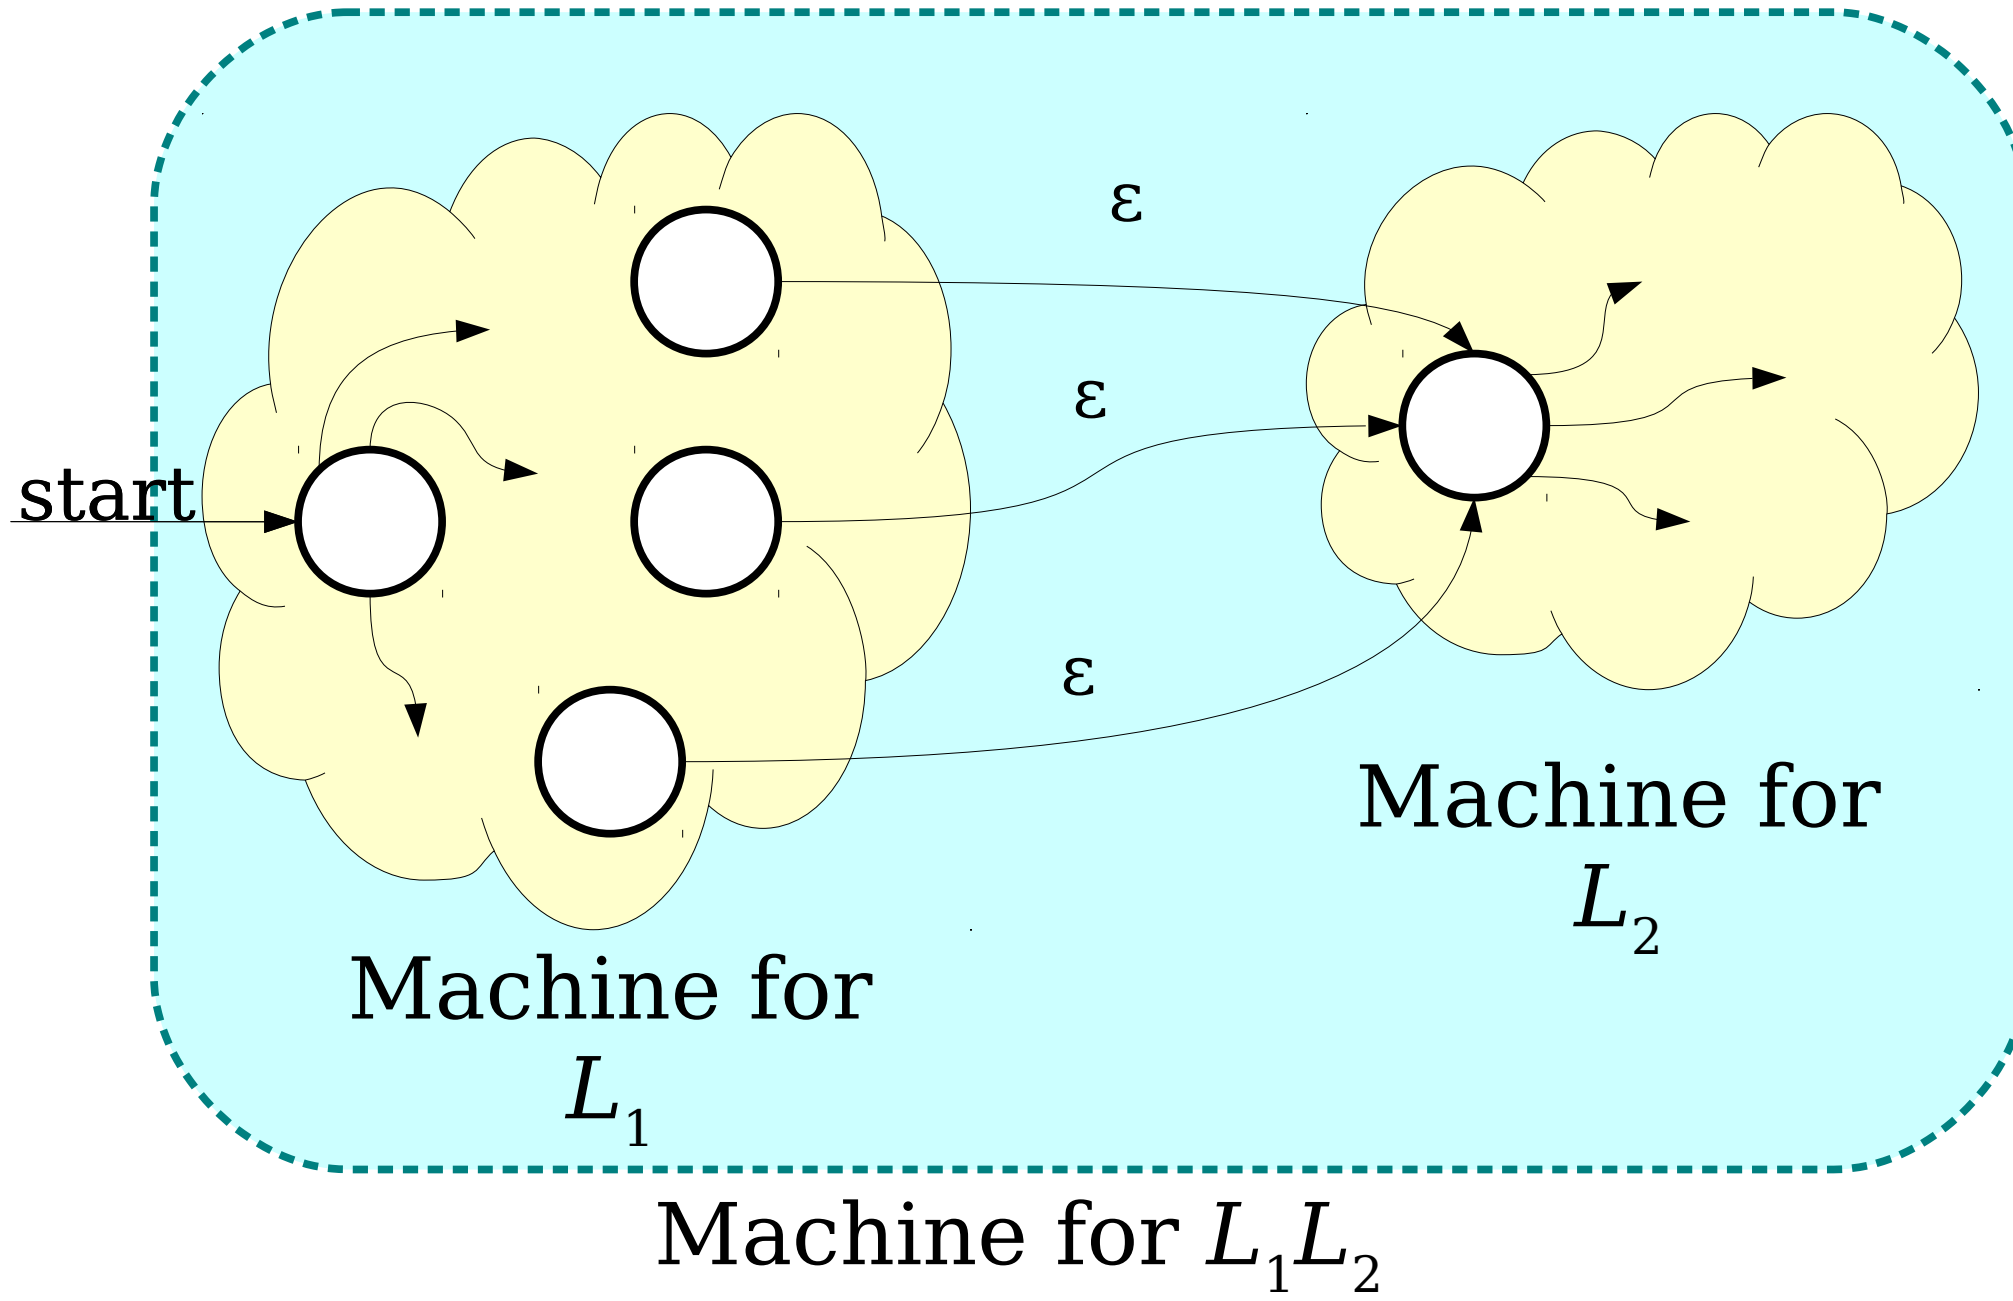 ε
ε
start
ε
Machine for
L₂
Machine for
L₁
Machine for L₁L₂